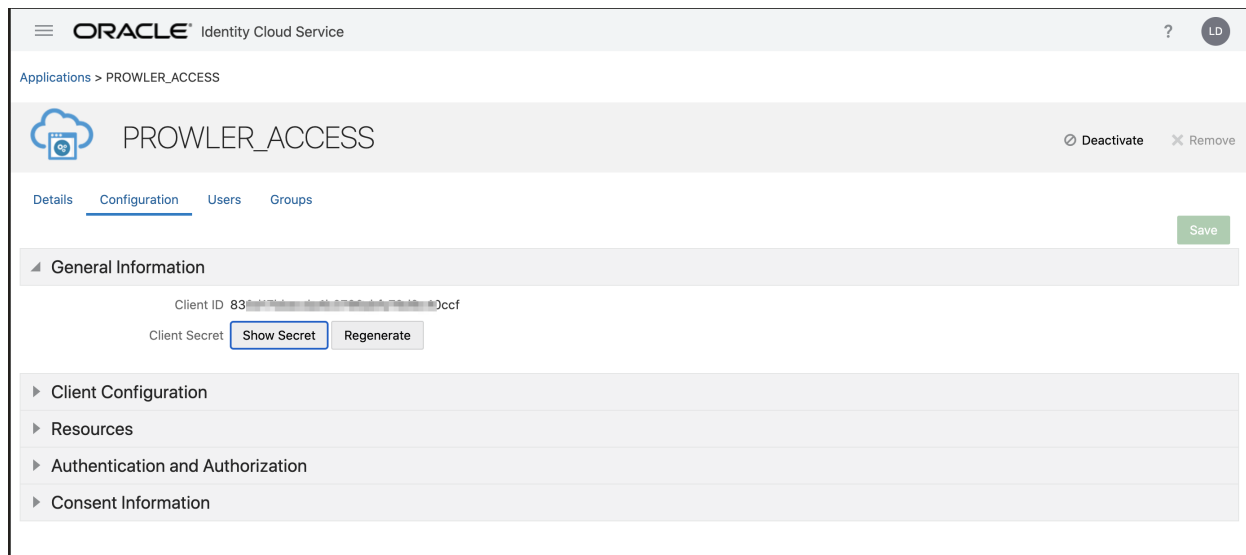 ORACLE® Identity Cloud Service ? LD
Applications > PROWLER_ACCESS
PROWLER_ACCESS Deactivate Remove
Details Configuration Users Groups
Save
General Information
Client ID
Client Secret Show Secret Regenerate
Client Configuration
Resources
Authentication and Authorization
Consent Information